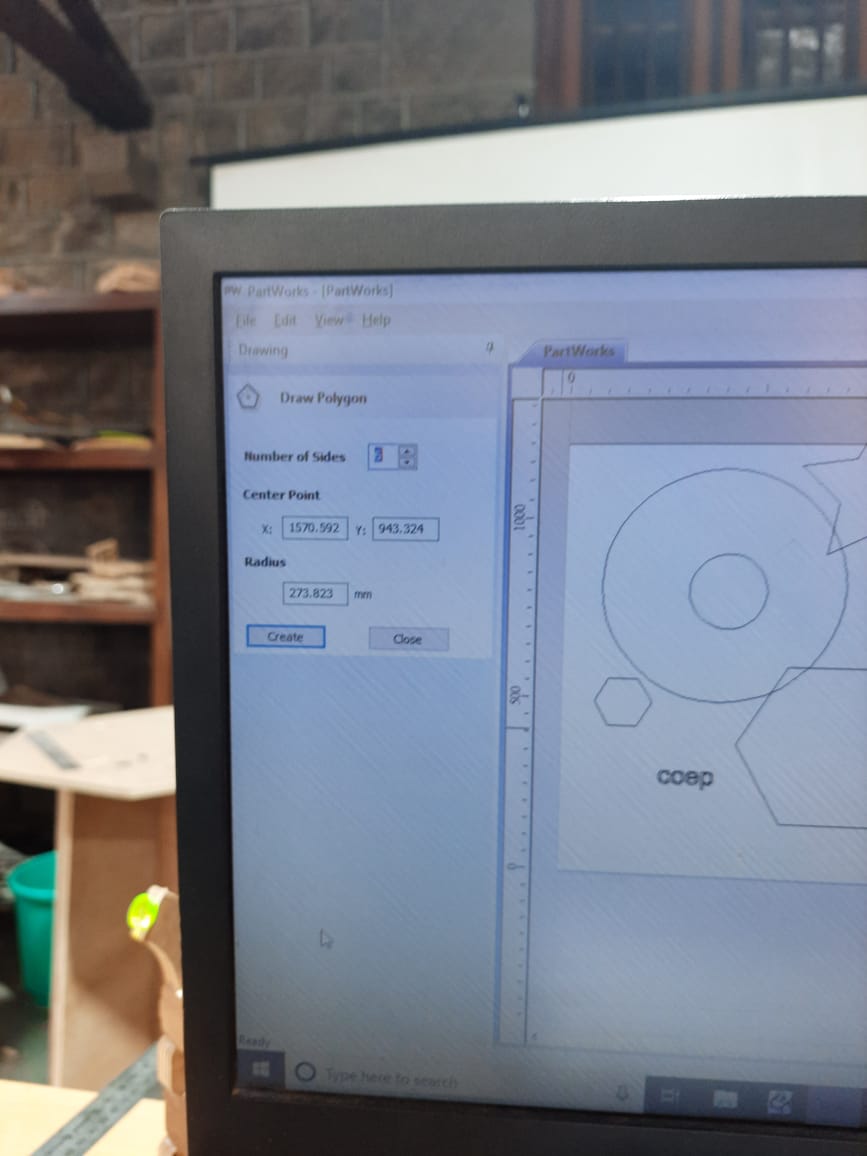 PW PartWorks - [PartWorks]
File Edit View Help
Drawing
PartWorks
0
Draw Polygon
Number of Sides
Center Point
1000
X: 1570.592 Y: 943.324
Radius
273.823 mm
Create Close
500
coep
0
Ready
Type here to search